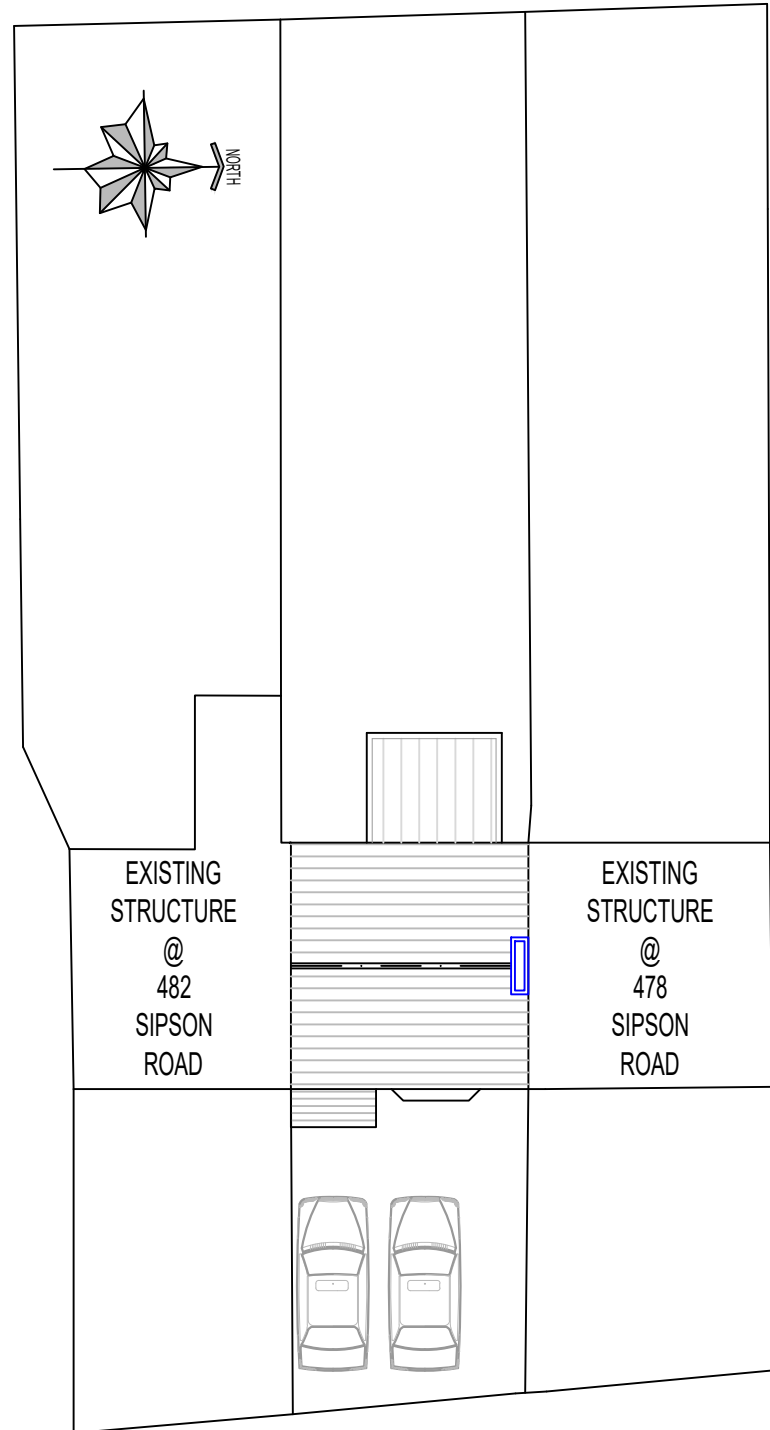 NORTH
EXISTING
STRUCTURE
@
482
SIPSON
ROAD
EXISTING
STRUCTURE
@
478
SIPSON
ROAD